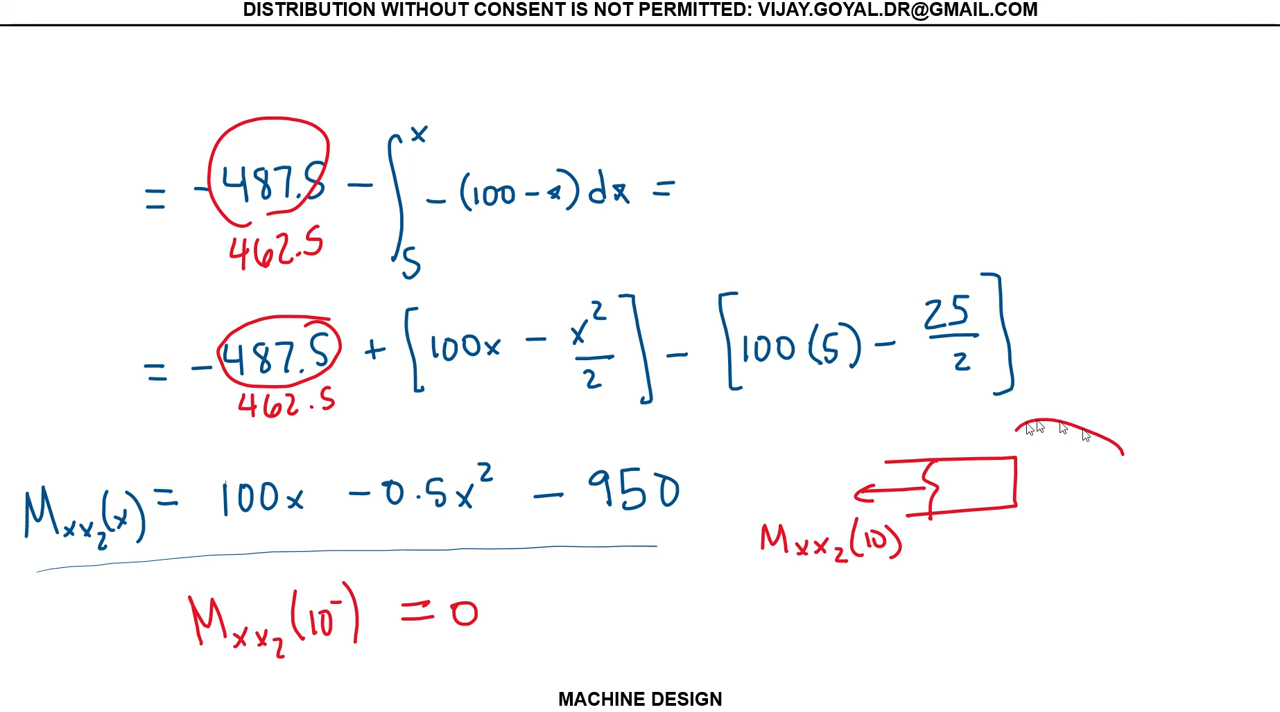 DISTRIBUTION WITHOUT CONSENT IS NOT PERMITTED: VIJAY.GOYAL.DR@GMAIL.COM
= -487.5 - ∫₅ˣ -(100-x)dx =
462.5
= -487.5 + [100x - x²/2] - [100(5) - 25/2]
462.5
Mxx₂(x) = 100x - 0.5x² - 950
Mxx₂(10)
Mxx₂(10⁻) = 0
MACHINE DESIGN